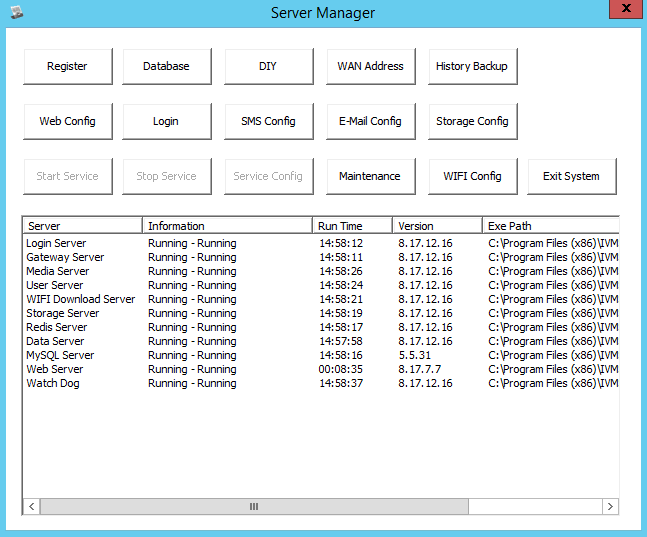 Server Manager
Register Database DIY WAN Address History Backup
Web Config Login SMS Config E-Mail Config Storage Config
Start Service Stop Service Service Config Maintenance WIFI Config Exit System
Server Information Run Time Version Exe Path
Login Server Running - Running 14:58:12 8.17.12.16 C:\Program Files (x86)\IVM
Gateway Server Running - Running 14:58:11 8.17.12.16 C:\Program Files (x86)\IVM
Media Server Running - Running 14:58:26 8.17.12.16 C:\Program Files (x86)\IVM
User Server Running - Running 14:58:24 8.17.12.16 C:\Program Files (x86)\IVM
WIFI Download Server Running - Running 14:58:21 8.17.12.16 C:\Program Files (x86)\IVM
Storage Server Running - Running 14:58:19 8.17.12.16 C:\Program Files (x86)\IVM
Redis Server Running - Running 14:58:17 8.17.12.16 C:\Program Files (x86)\IVM
Data Server Running - Running 14:57:58 8.17.12.16 C:\Program Files (x86)\IVM
MySQL Server Running - Running 14:58:16 5.5.31 C:\Program Files (x86)\IVM
Web Server Running - Running 00:08:35 8.17.7.7 C:\Program Files (x86)\IVM
Watch Dog Running - Running 14:58:37 8.17.12.16 C:\Program Files (x86)\IVM